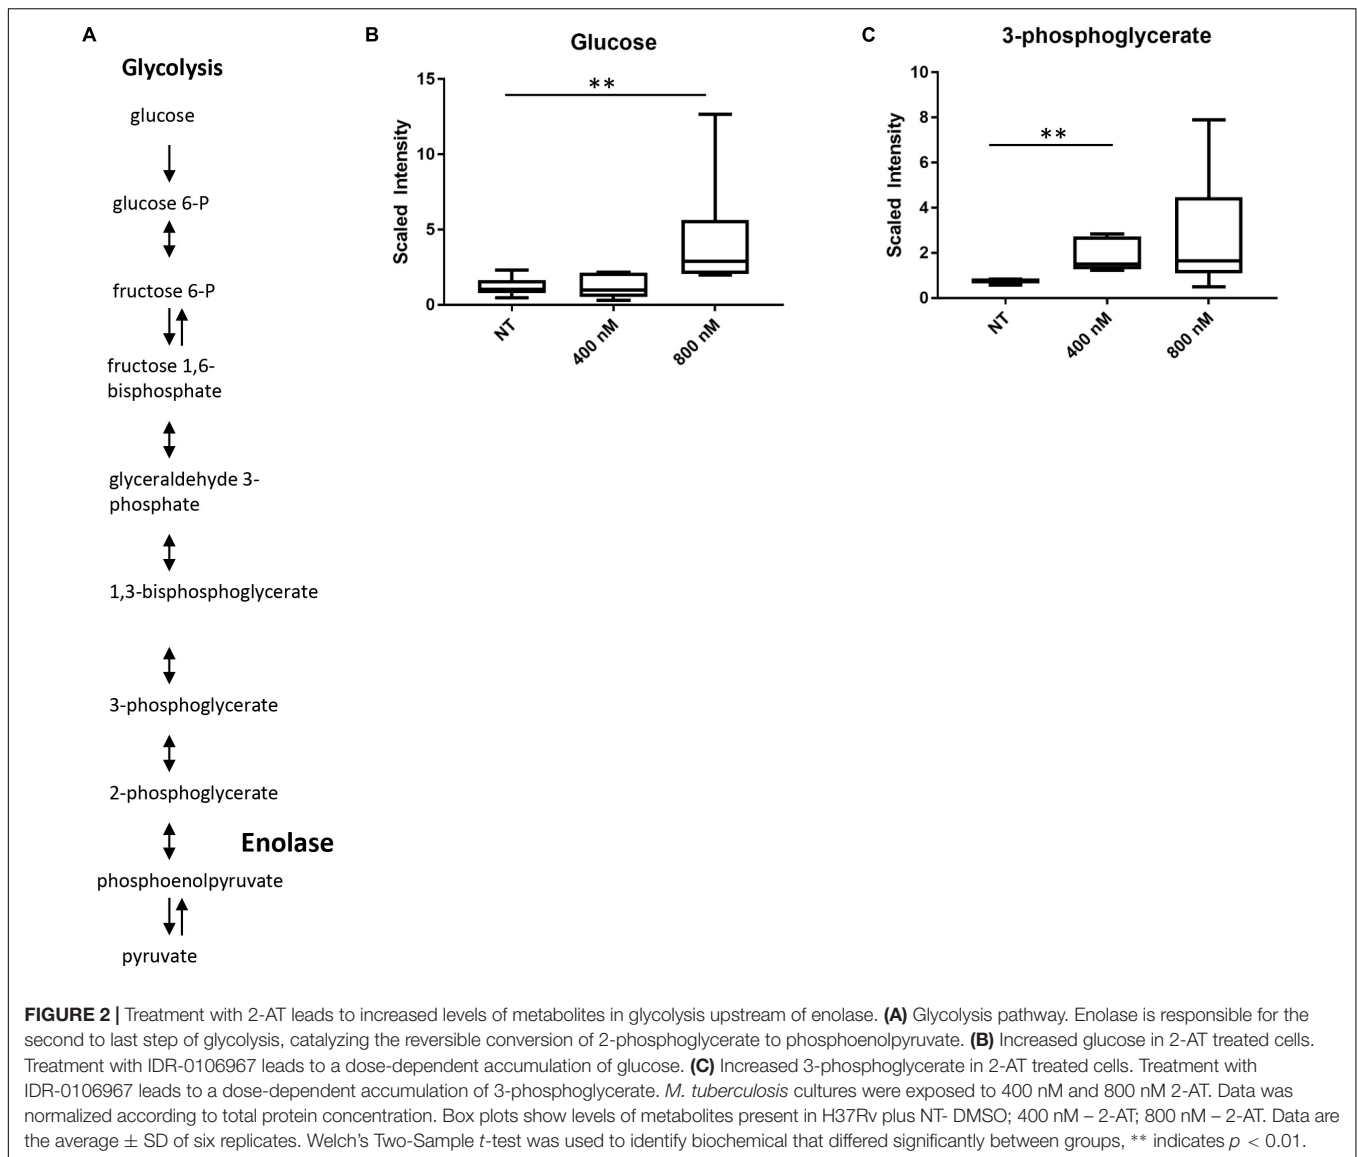 A
Glycolysis
glucose
glucose 6-P
fructose 6-P
fructose 1,6-
bisphosphate
glyceraldehyde 3-
phosphate
1,3-bisphosphoglycerate
3-phosphoglycerate
2-phosphoglycerate
Enolase
phosphoenolpyruvate
pyruvate
B
Glucose
**
Scaled Intensity
15
10
5
0
NT
400 nM
800 nM
C
3-phosphoglycerate
**
Scaled Intensity
10
8
6
4
2
0
NT
400 nM
800 nM
FIGURE 2 | Treatment with 2-AT leads to increased levels of metabolites in glycolysis upstream of enolase. (A) Glycolysis pathway. Enolase is responsible for the
second to last step of glycolysis, catalyzing the reversible conversion of 2-phosphoglycerate to phosphoenolpyruvate. (B) Increased glucose in 2-AT treated cells.
Treatment with IDR-0106967 leads to a dose-dependent accumulation of glucose. (C) Increased 3-phosphoglycerate in 2-AT treated cells. Treatment with
IDR-0106967 leads to a dose-dependent accumulation of 3-phosphoglycerate. M. tuberculosis cultures were exposed to 400 nM and 800 nM 2-AT. Data was
normalized according to total protein concentration. Box plots show levels of metabolites present in H37Rv plus NT- DMSO; 400 nM – 2-AT; 800 nM – 2-AT. Data are
the average ± SD of six replicates. Welch's Two-Sample t-test was used to identify biochemical that differed significantly between groups, ** indicates p < 0.01.